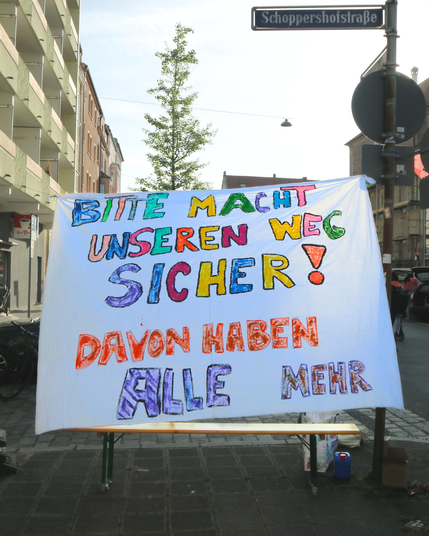 Schoppershofstraße
BITTE MACHT
UNSEREN WEG
SICHER!
DAVON HABEN
ALLE MEHR